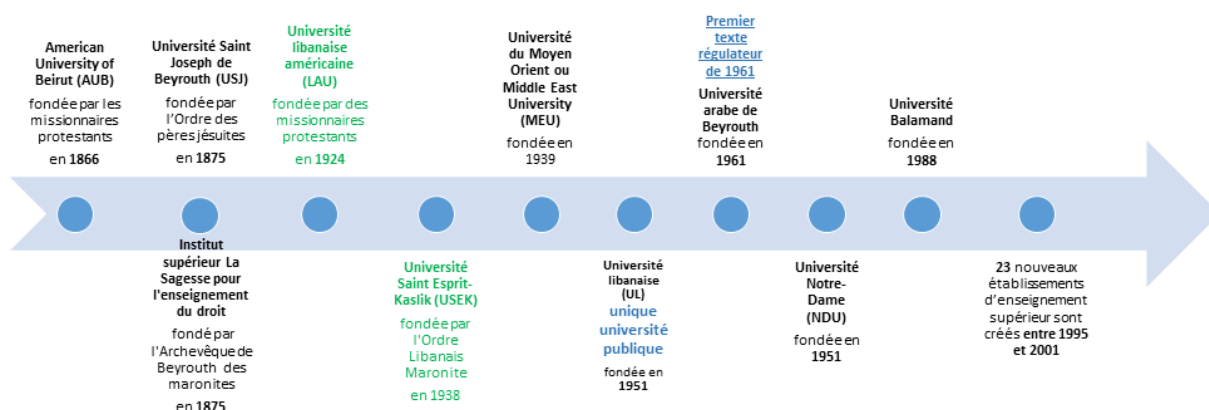 American
University of
Beirut (AUB)
fondée par les
missionnaires
protestants
en 1866
Université Saint
Joseph de
Beyrouth (USJ)
fondée par
l'Ordre des
pères jésuites
en 1875
Université
libanaise
américaine
(LAU)
fondée par des
missionnaires
protestants
en 1924
Université
du Moyen
Orient ou
Middle East
University
(MEU)
fondée en
1939
Premier
texte
régulateur
de 1961
Université
arabe de
Beyrouth
fondée en
1961
Université
Balamand
fondée en
1988
Institut
supérieur La
Sagesse pour
l'enseignement
du droit
fondé par
l'Archevêque de
Beyrouth des
maronites
en 1875
Université
Saint Esprit-
Kaslik (USEK)
fondée par
l'Ordre
Libanais
Maronite
en 1938
Université
libanaise
(UL)
unique
université
publique
fondée en
1951
Université
Notre-
Dame
(NDU)
fondée en
1951
23 nouveaux
établissements
d'enseignement
supérieur sont
créés entre 1995
et 2001